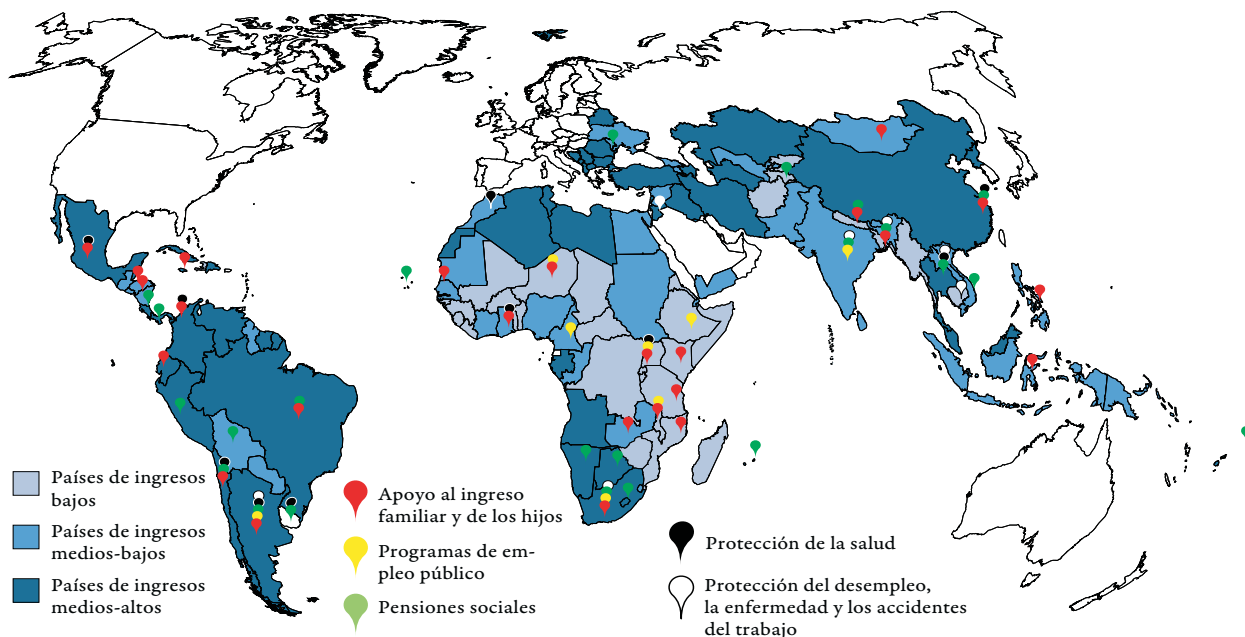 Países de ingresos
bajos
Países de ingresos
medios-bajos
Países de ingresos
medios-altos
Apoyo al ingreso
familiar y de los hijos
Programas de em-
pleo público
Pensiones sociales
Protección de la salud
Protección del desempleo,
la enfermedad y los accidentes
del trabajo